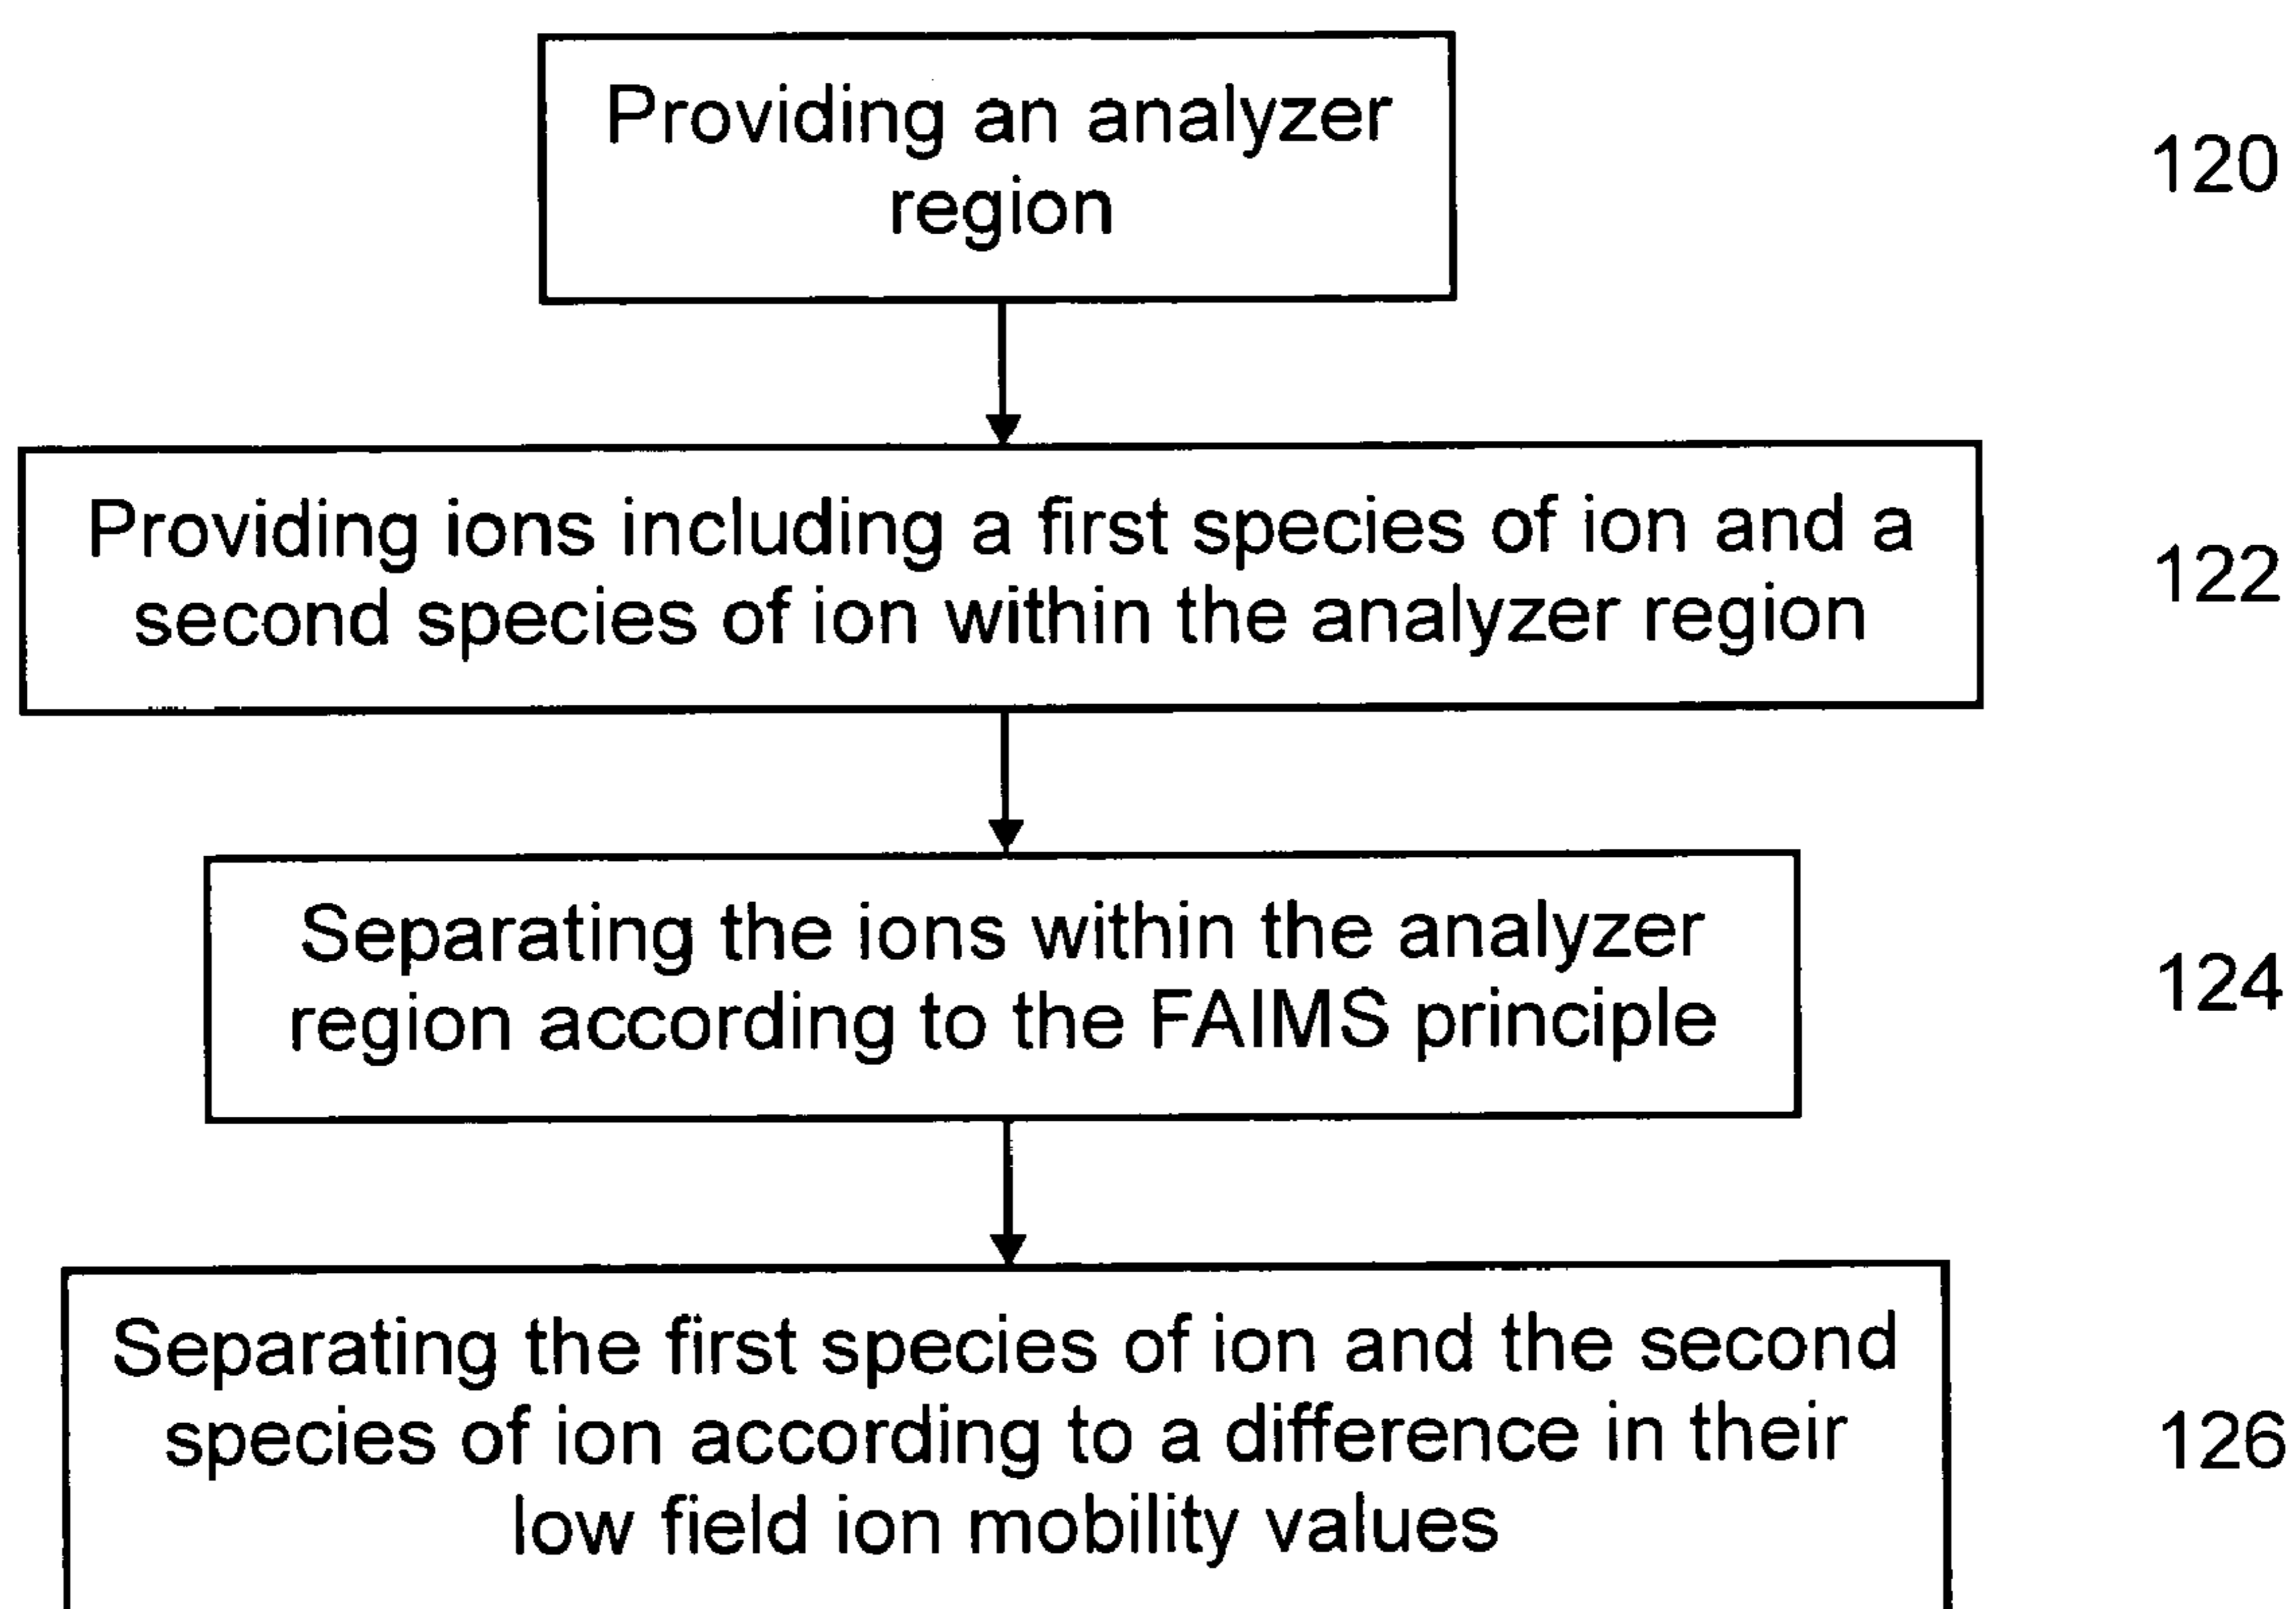 Providing an analyzer
region
120
Providing ions including a first species of ion and a
second species of ion within the analyzer region
122
Separating the ions within the analyzer
region according to the FAIMS principle
124
Separating the first species of ion and the second
species of ion according to a difference in their
low field ion mobility values
126